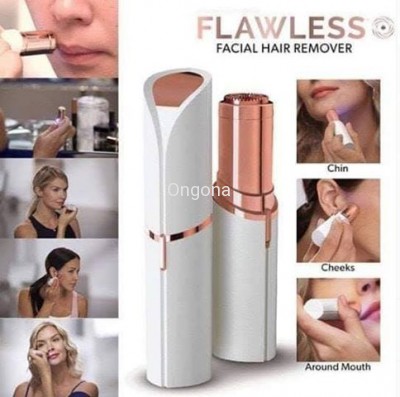 FLAWLESS
FACIAL HAIR REMOVER
Ongona
Chin
Cheeks
Around Mouth